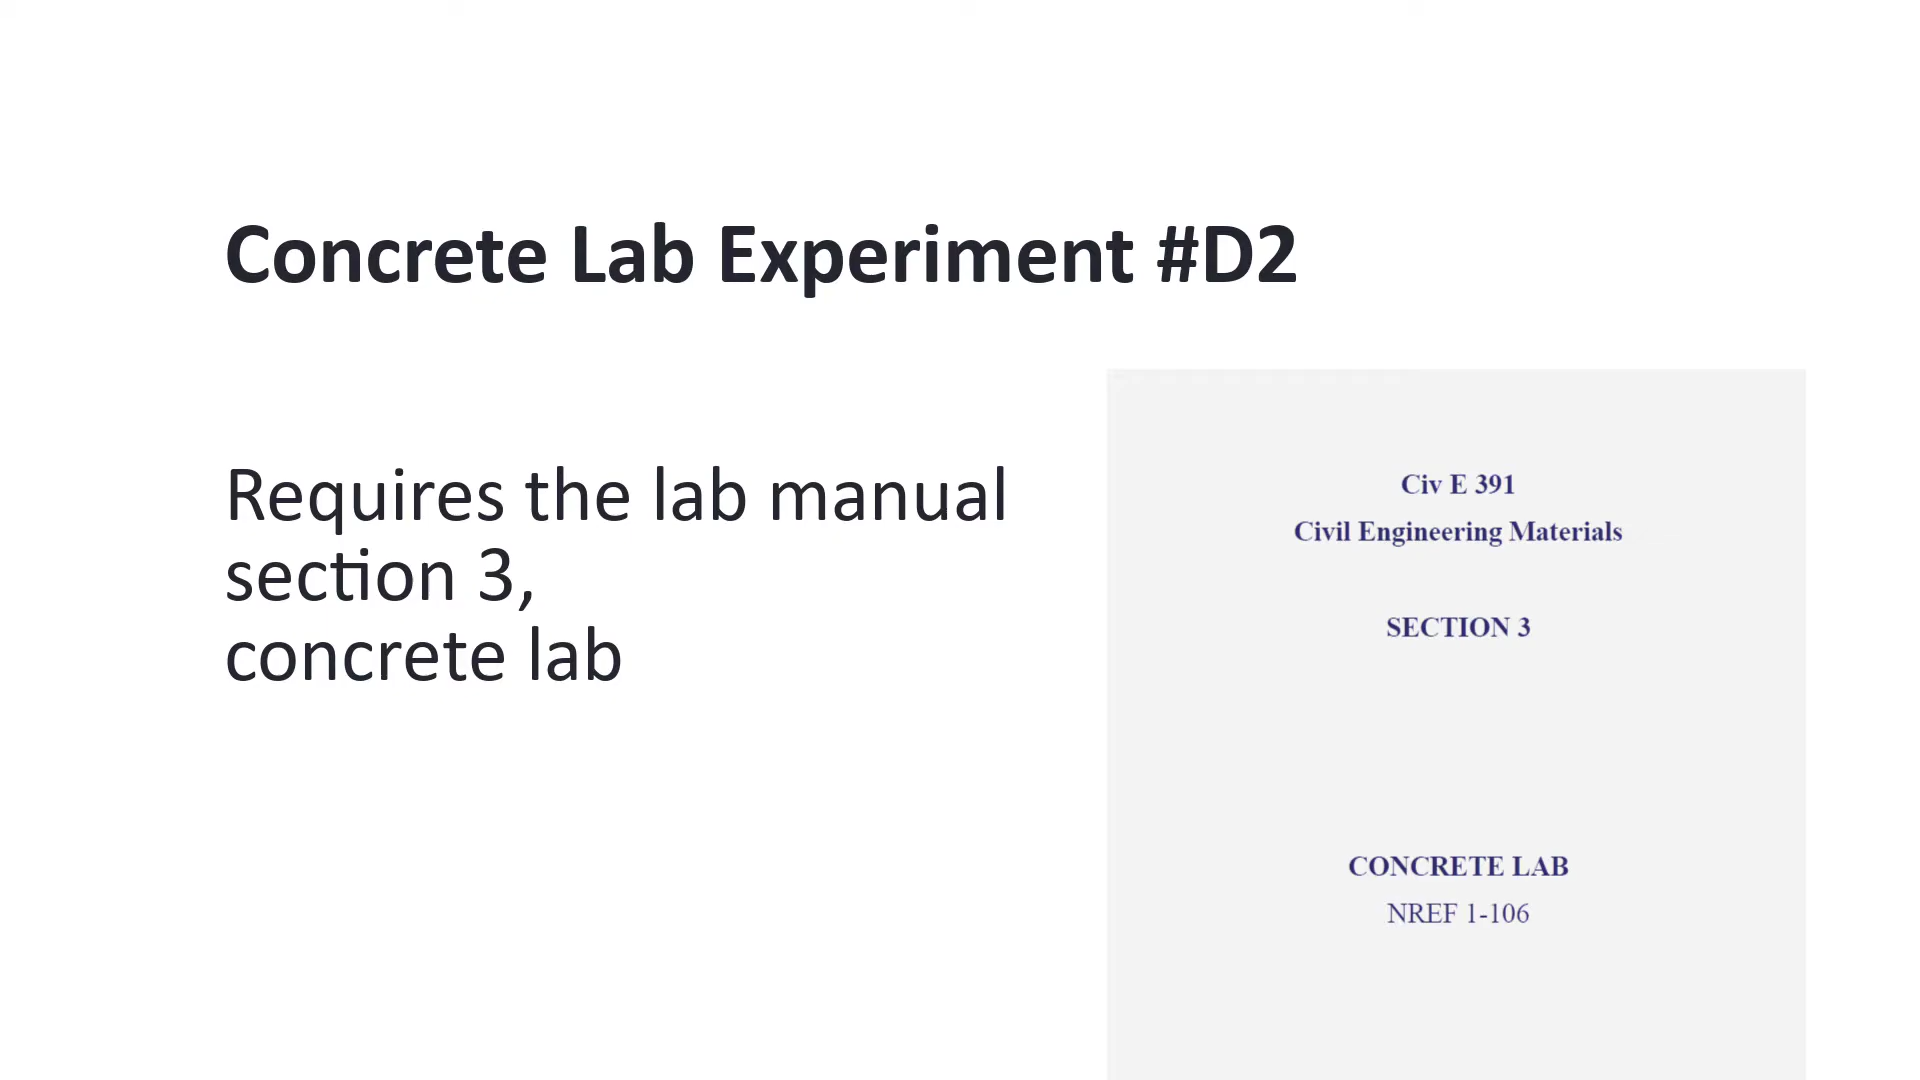 Concrete Lab Experiment #D2
Requires the lab manual
section 3,
concrete lab
Civ E 391
Civil Engineering Materials
SECTION 3
CONCRETE LAB
NREF 1-106